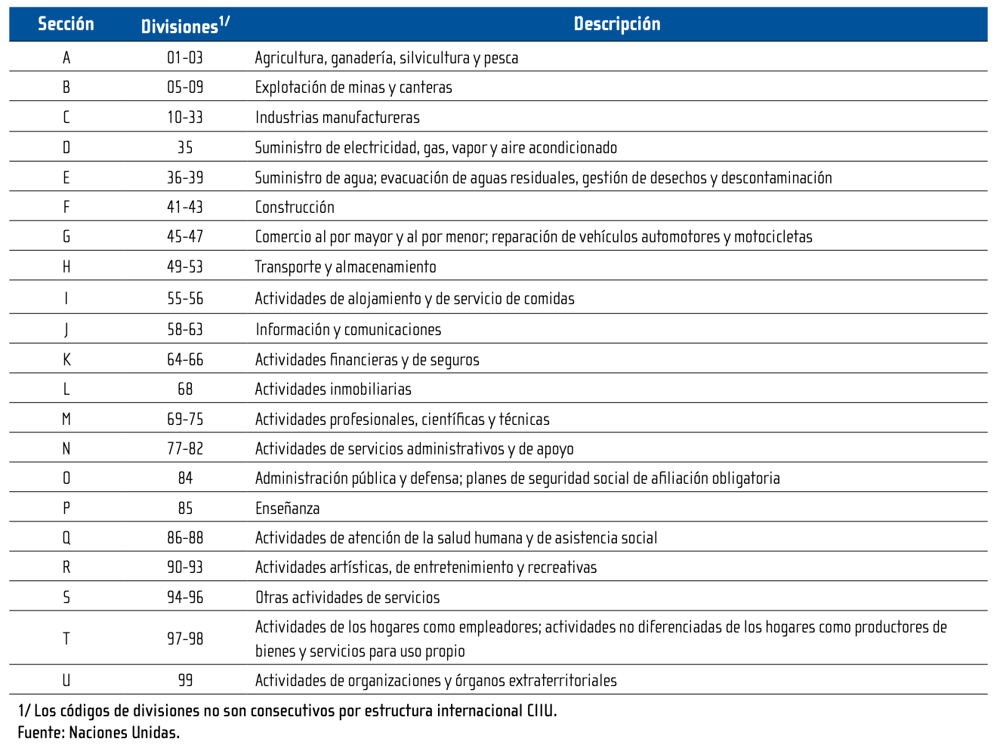 Sección Divisiones1/ Descripción
A 01-03 Agricultura, ganadería, silvicultura y pesca
B 05-09 Explotación de minas y canteras
C 10-33 Industrias manufactureras
D 35 Suministro de electricidad, gas, vapor y aire acondicionado
E 36-39 Suministro de agua; evacuación de aguas residuales, gestión de desechos y descontaminación
F 41-43 Construcción
G 45-47 Comercio al por mayor y al por menor; reparación de vehículos automotores y motocicletas
H 49-53 Transporte y almacenamiento
I 55-56 Actividades de alojamiento y de servicio de comidas
J 58-63 Información y comunicaciones
K 64-66 Actividades financieras y de seguros
L 68 Actividades inmobiliarias
M 69-75 Actividades profesionales, científicas y técnicas
N 77-82 Actividades de servicios administrativos y de apoyo
O 84 Administración pública y defensa; planes de seguridad social de afiliación obligatoria
P 85 Enseñanza
Q 86-88 Actividades de atención de la salud humana y de asistencia social
R 90-93 Actividades artísticas, de entretenimiento y recreativas
S 94-96 Otras actividades de servicios
T 97-98 Actividades de los hogares como empleadores; actividades no diferenciadas de los hogares como productores de
bienes y servicios para uso propio
U 99 Actividades de organizaciones y órganos extraterritoriales
1/ Los códigos de divisiones no son consecutivos por estructura internacional CIIU.
Fuente: Naciones Unidas.